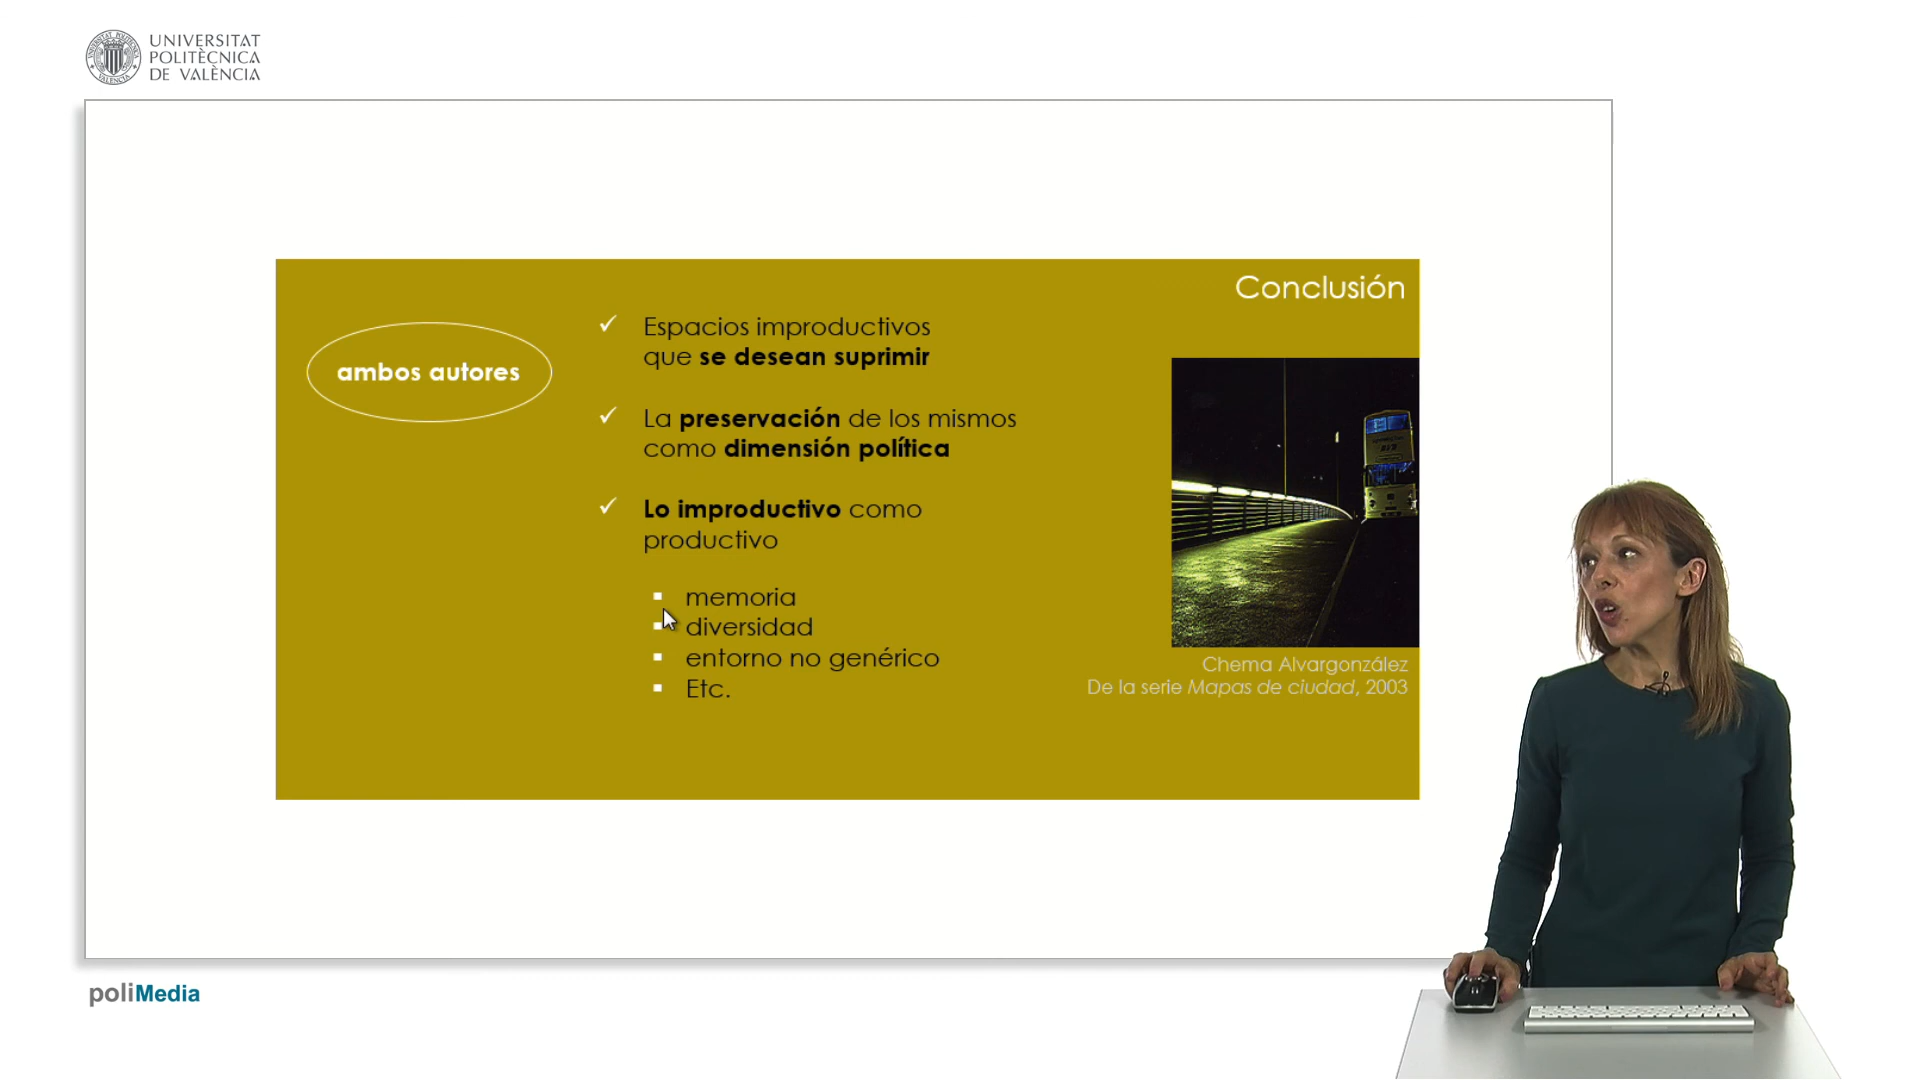 UNIVERSITAT
POLITÈCNICA
DE VALÈNCIA
Conclusión
ambos autores
✓ Espacios improductivos
que se desean suprimir
✓ La preservación de los mismos
como dimensión política
✓ Lo improductivo como
productivo
▪ memoria
▪ diversidad
▪ entorno no genérico
▪ Etc.
Chema Alvargonzález
De la serie Mapas de ciudad, 2003
poliMedia